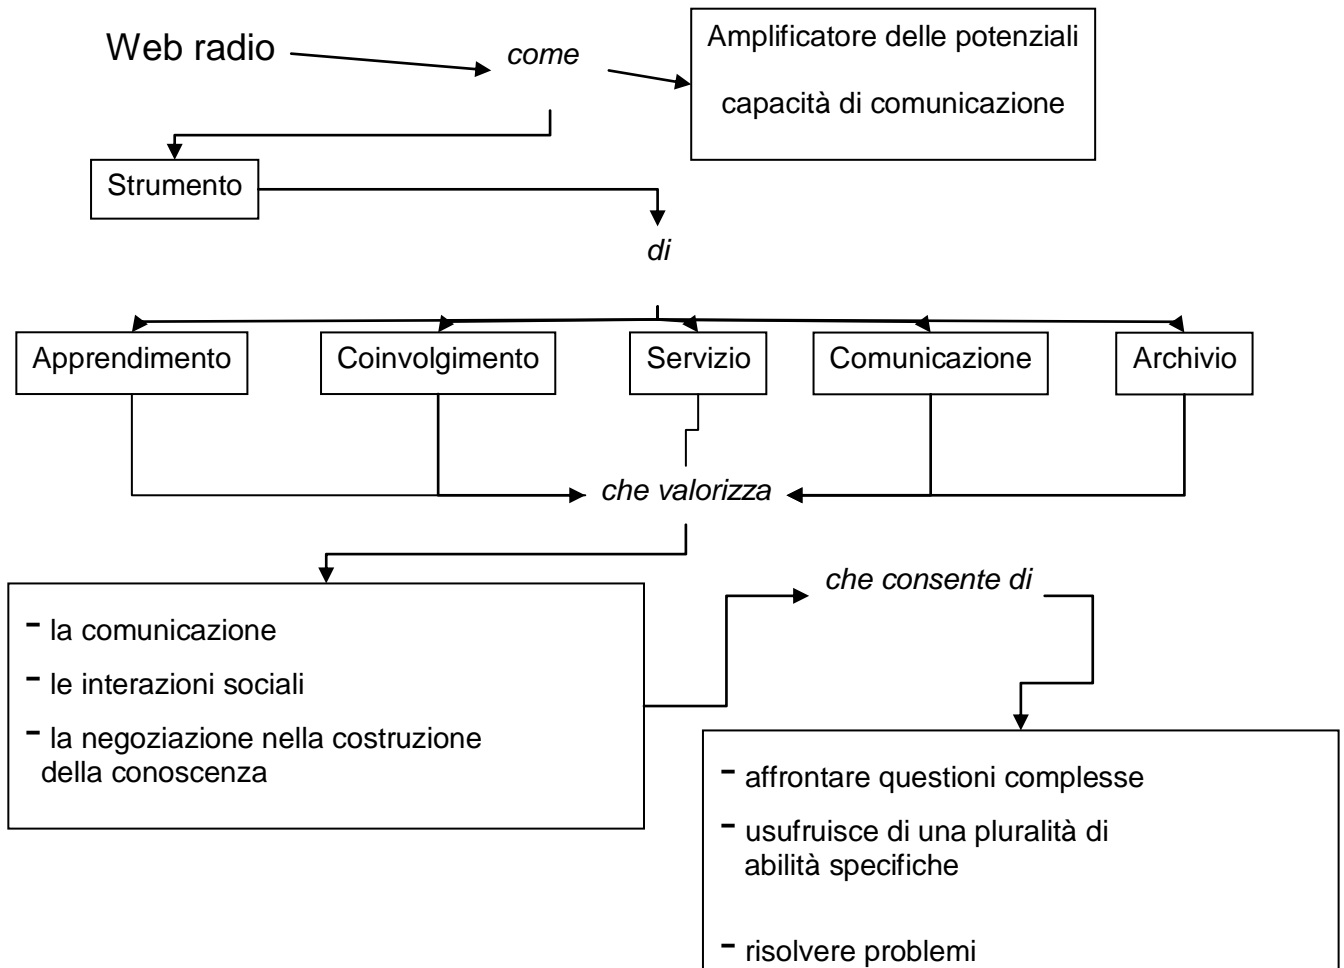 Web radio
come
Amplificatore delle potenziali
capacità di comunicazione
Strumento
di
Apprendimento
Coinvolgimento
Servizio
Comunicazione
Archivio
che valorizza
- la comunicazione
- le interazioni sociali
- la negoziazione nella costruzione
della conoscenza
che consente di
- affrontare questioni complesse
- usufruisce di una pluralità di
abilità specifiche
- risolvere problemi